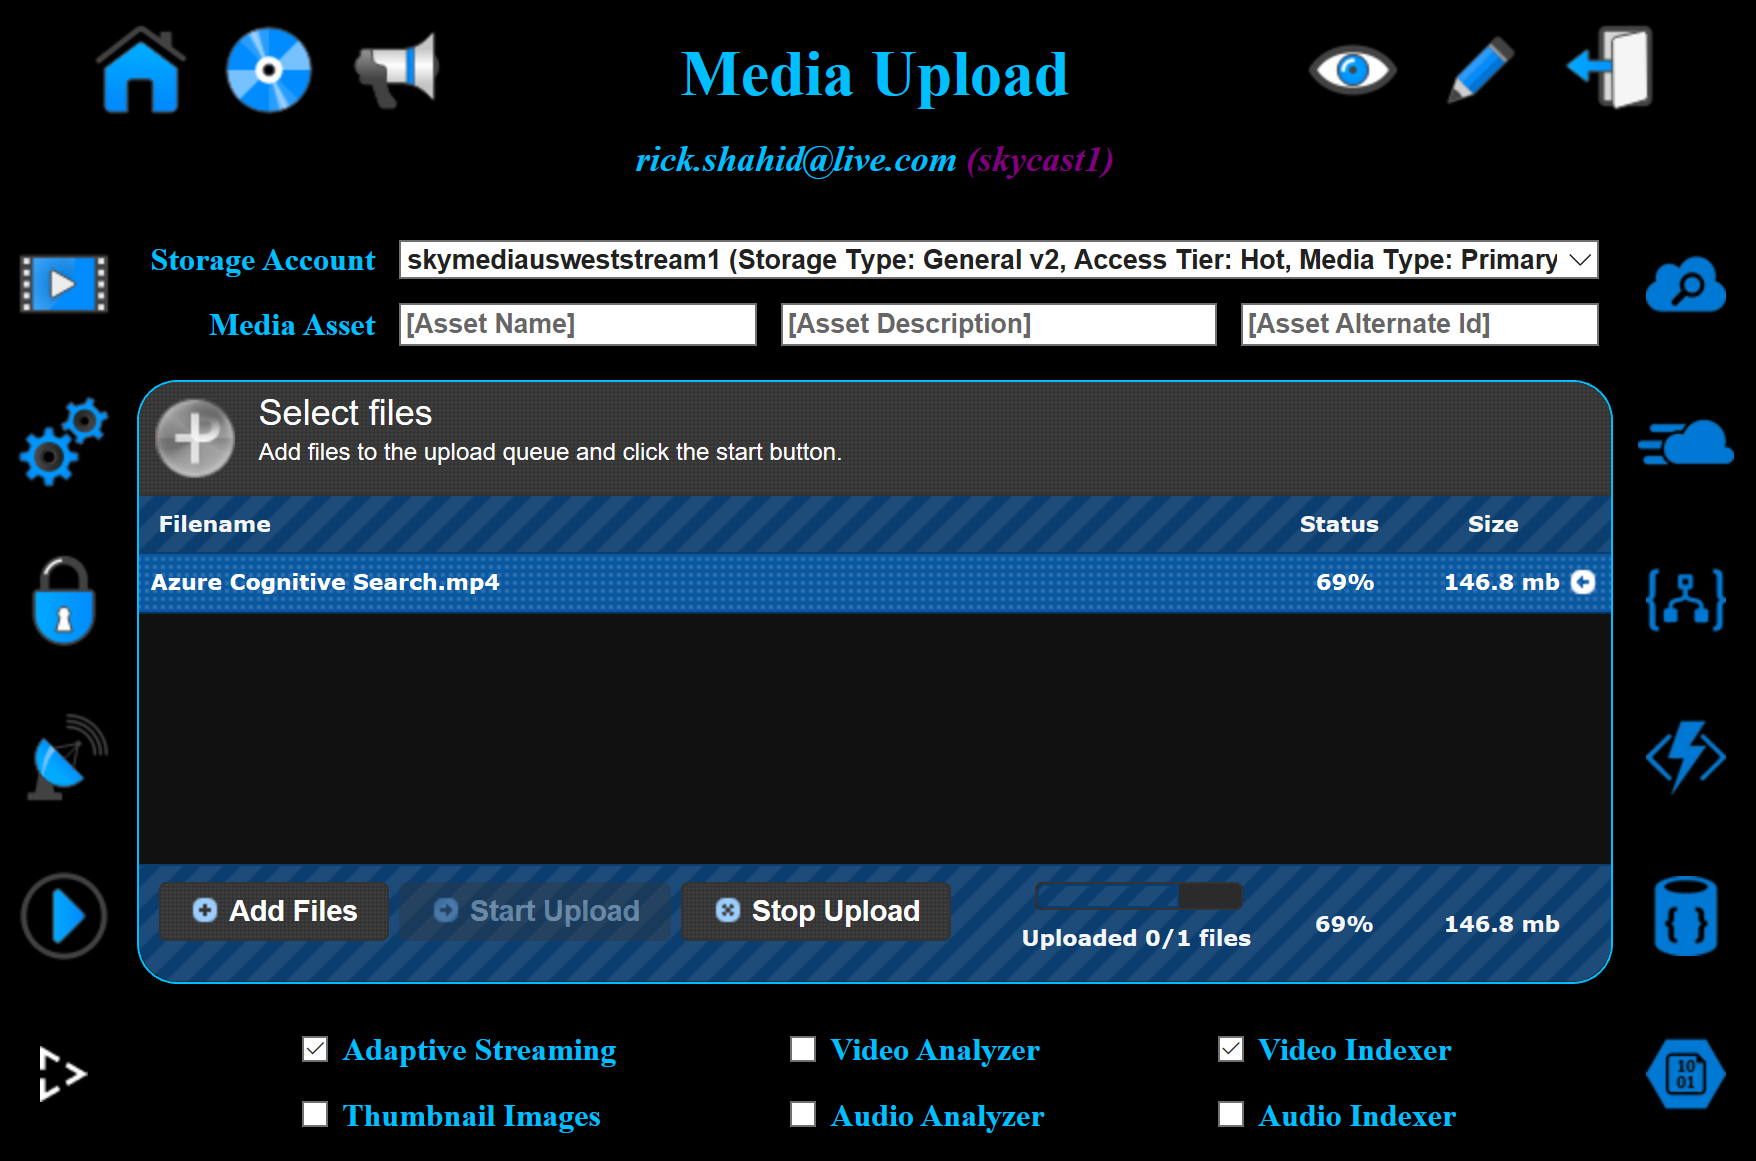 Media Upload
rick.shahid@live.com (skycast1)
Storage Account skymediausweststream1 (Storage Type: General v2, Access Tier: Hot, Media Type: Primary
Media Asset [Asset Name] [Asset Description] [Asset Alternate Id]
Select files
Add files to the upload queue and click the start button.
Filename Status Size
Azure Cognitive Search.mp4 69% 146.8 mb
Add Files Start Upload Stop Upload
Uploaded 0/1 files 69% 146.8 mb
Adaptive Streaming Video Analyzer Video Indexer
Thumbnail Images Audio Analyzer Audio Indexer
10
01